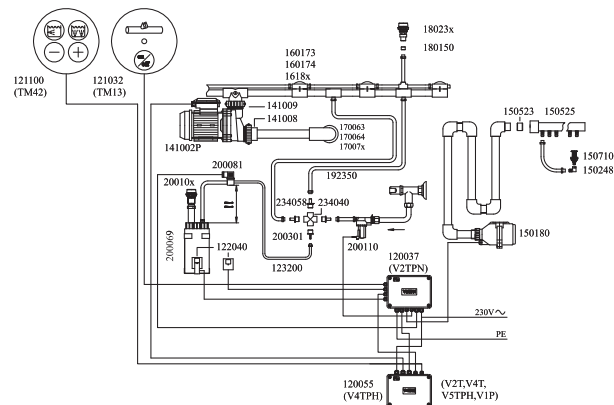 121100
(TM42)
121032
(TM13)
160173
160174
1618x
18023x
180150
141009
141008
141002P
170063
170064
17007x
150523
150525
150710
150248
200081
20010x
192350
234058
234040
200301
200110
150180
200069
122040
123200
120037
(V2TPN)
230V
PE
120055
(V4TPH)
(V2T,V4T,
V5TPH,V1P)